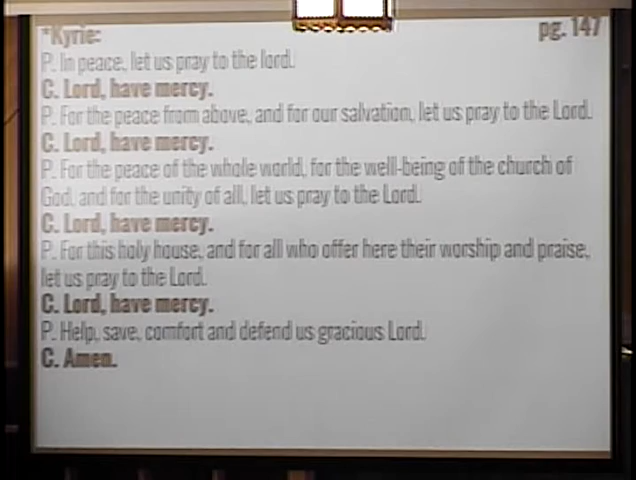 *Kyrie: pg. 147
P. In peace, let us pray to the lord.
C. Lord, have mercy.
P. For the peace from above, and for our salvation, let us pray to the Lord.
C. Lord, have mercy.
P. For the peace of the whole world, for the well-being of the church of
God, and for the unity of all, let us pray to the Lord.
C. Lord, have mercy.
P. For this holy house, and for all who offer here their worship and praise,
let us pray to the Lord.
C. Lord, have mercy.
P. Help, save, comfort and defend us gracious Lord.
C. Amen.